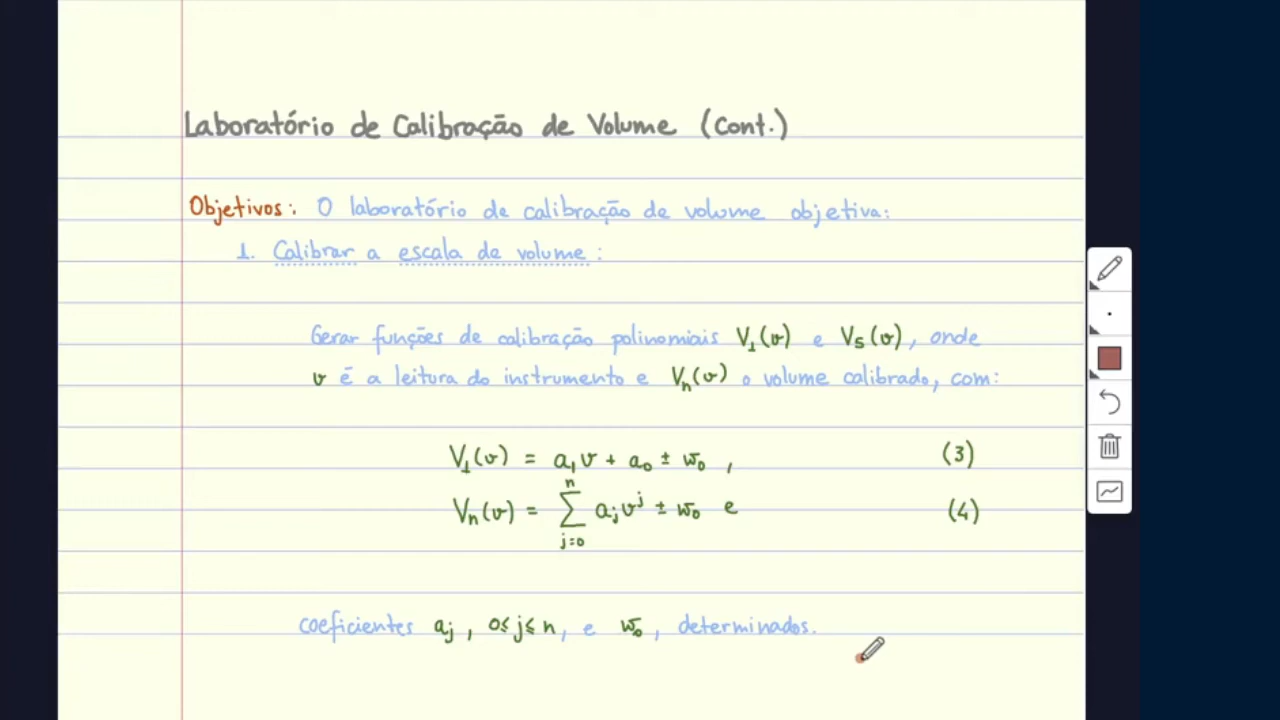 Laboratório de Calibração de Volume (Cont.)
Objetivos: O laboratório de calibração de volume objetiva:
1. Calibrar a escala de volume:
Gerar funções de calibração polinomiais V₁(v) e V₅(v), onde
v é a leitura do instrumento e Vₙ(v) o volume calibrado, com:
V₁(v) = a₁v + a₀ ± w₀ , (3)
Vₙ(v) = ∑_{j=0}^{n} aⱼvʲ ± w₀ e (4)
coeficientes aⱼ , 0≤j≤n, e w₀, determinados.